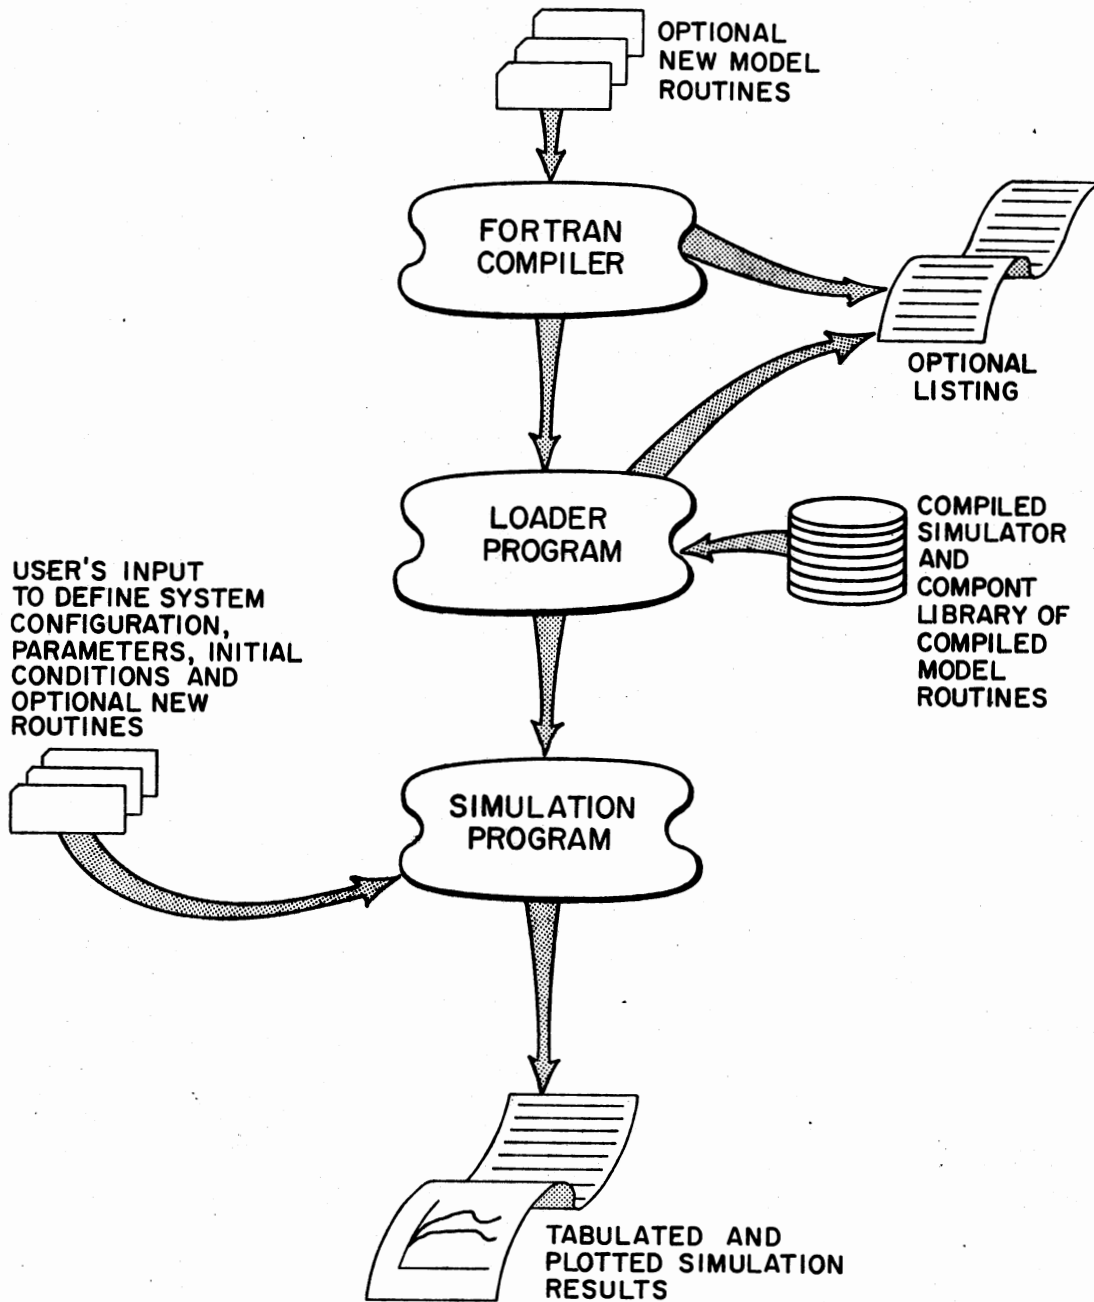 OPTIONAL
NEW MODEL
ROUTINES
FORTRAN
COMPILER
OPTIONAL
LISTING
LOADER
PROGRAM
COMPILED
SIMULATOR
AND
COMPONT
LIBRARY OF
COMPILED
MODEL
ROUTINES
USER'S INPUT
TO DEFINE SYSTEM
CONFIGURATION,
PARAMETERS, INITIAL
CONDITIONS AND
OPTIONAL NEW
ROUTINES
SIMULATION
PROGRAM
TABULATED AND
PLOTTED SIMULATION
RESULTS